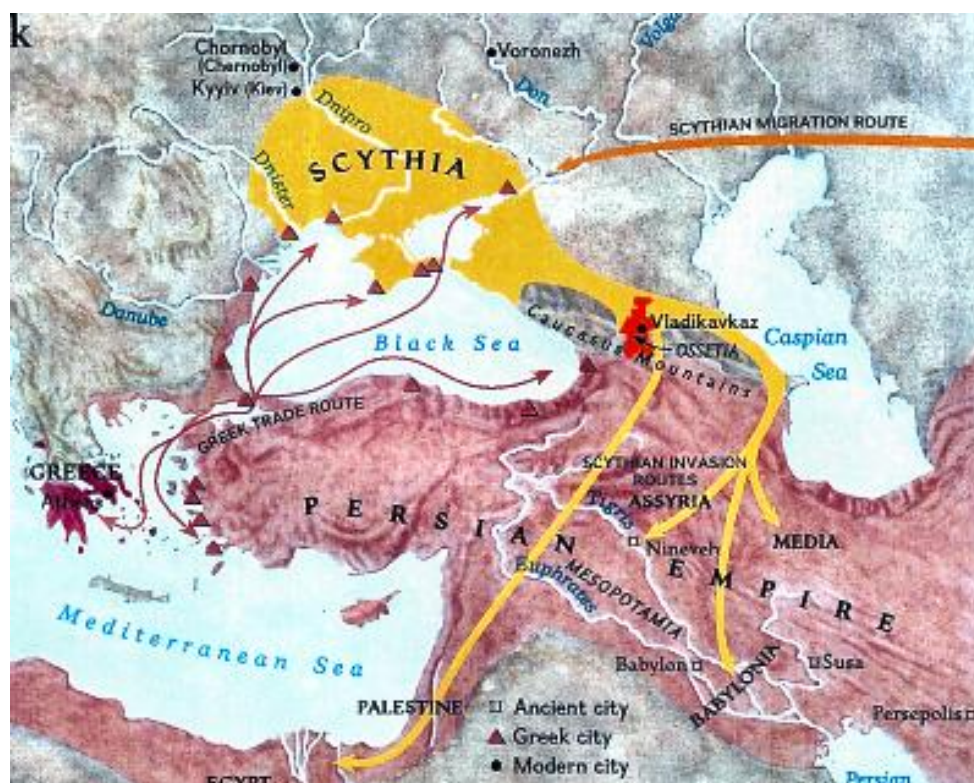 k
Chornobyl
(Chernobyl)
Kyyiv (Kiev)
Voronezh
Volga
Don
Dnipro
SCYTHIAN MIGRATION ROUTE
SCYTHIA
Dnister
Danube
Black Sea
Caucasus Mountains
Vladikavkaz
OSSETIA
Caspian
Sea
GREEK TRADE ROUTE
GREECE
SCYTHIAN INVASION
ROUTES
ASSYRIA
Tigris
PERSIAN EMPIRE
Nineveh
MEDIA
Euphrates
MESOPOTAMIA
Mediterranean Sea
Babylon
BABYLONIA
Susa
PALESTINE
Persepolis
Ancient city
Greek city
Modern city
EGYPT
Persian